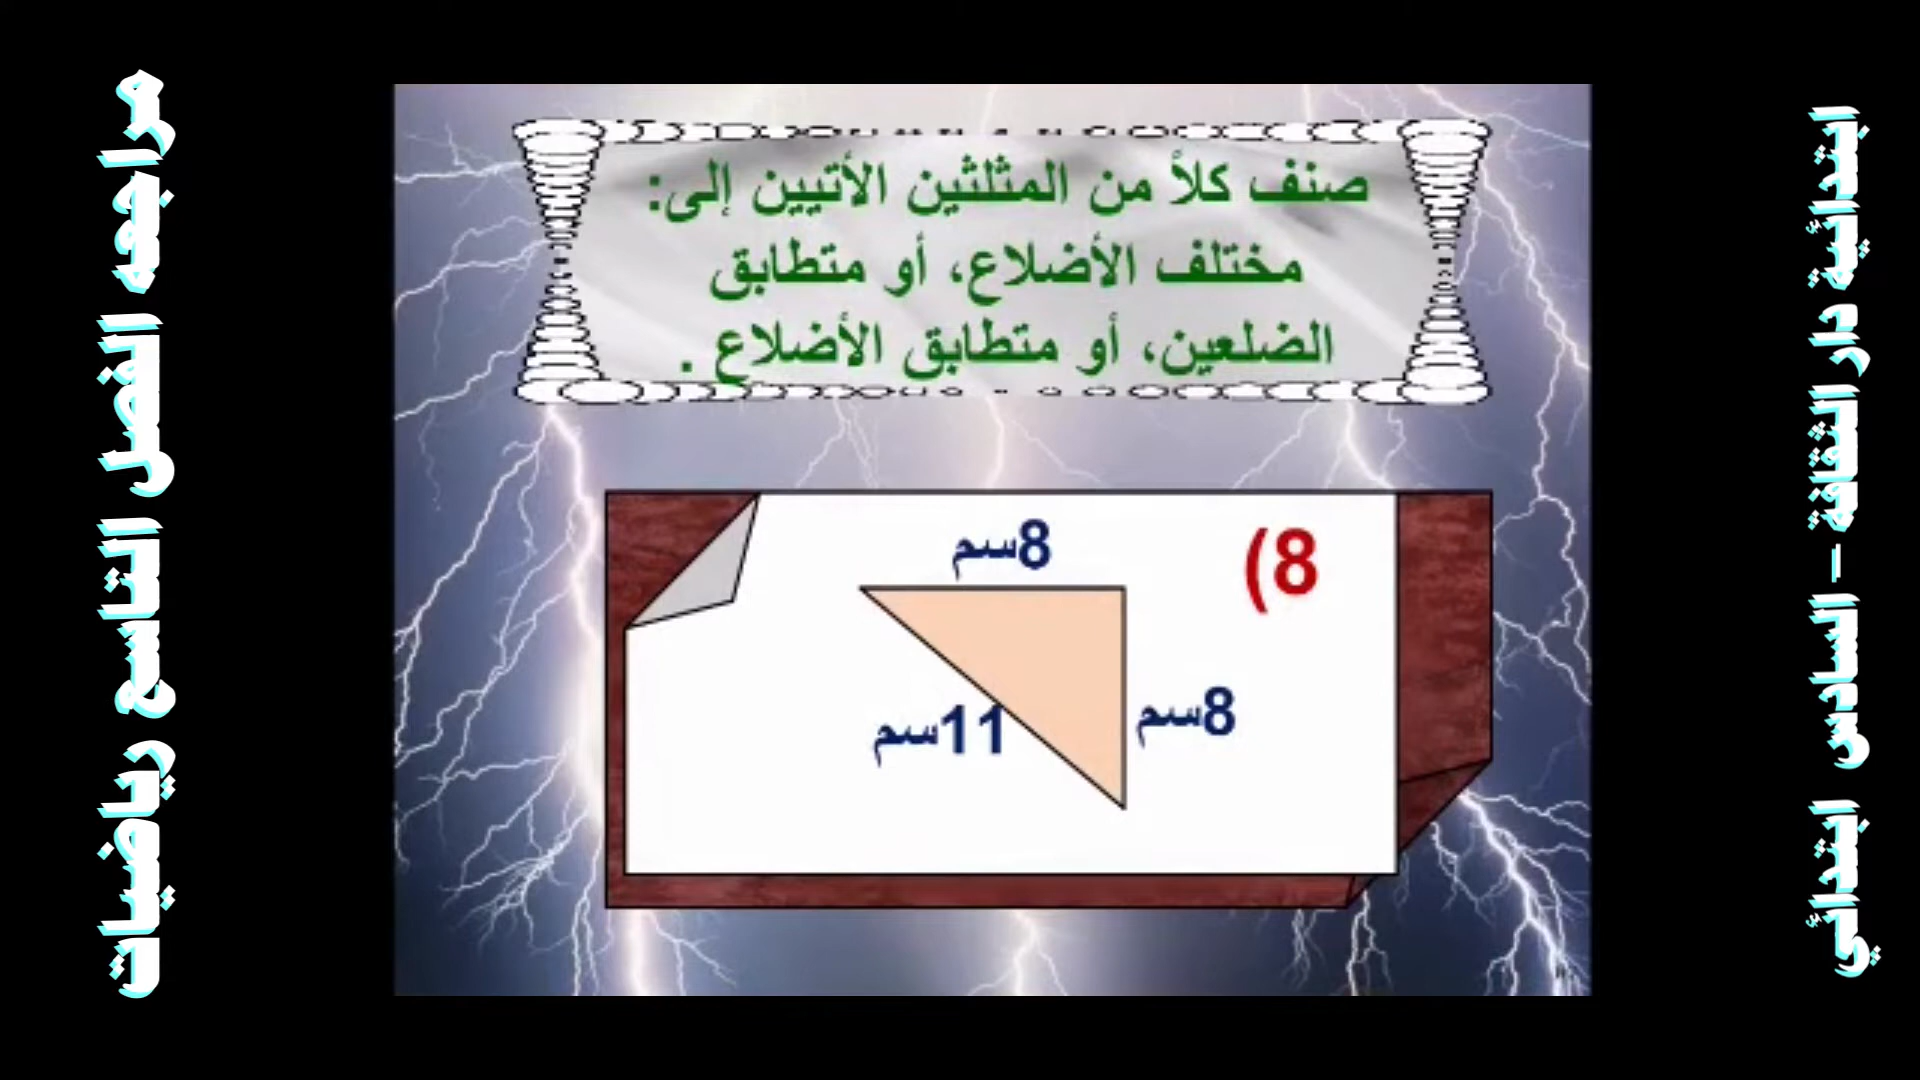 ابتدائية دار الثقافة – السادس ابتدائي
صنف كلاً من المثلثين الأتيين إلى:
مختلف الأضلاع، أو متطابق
الضلعين، أو متطابق الأضلاع .
8)
8سم
8سم
11سم
مراجعه الفصل التاسع رياضيات